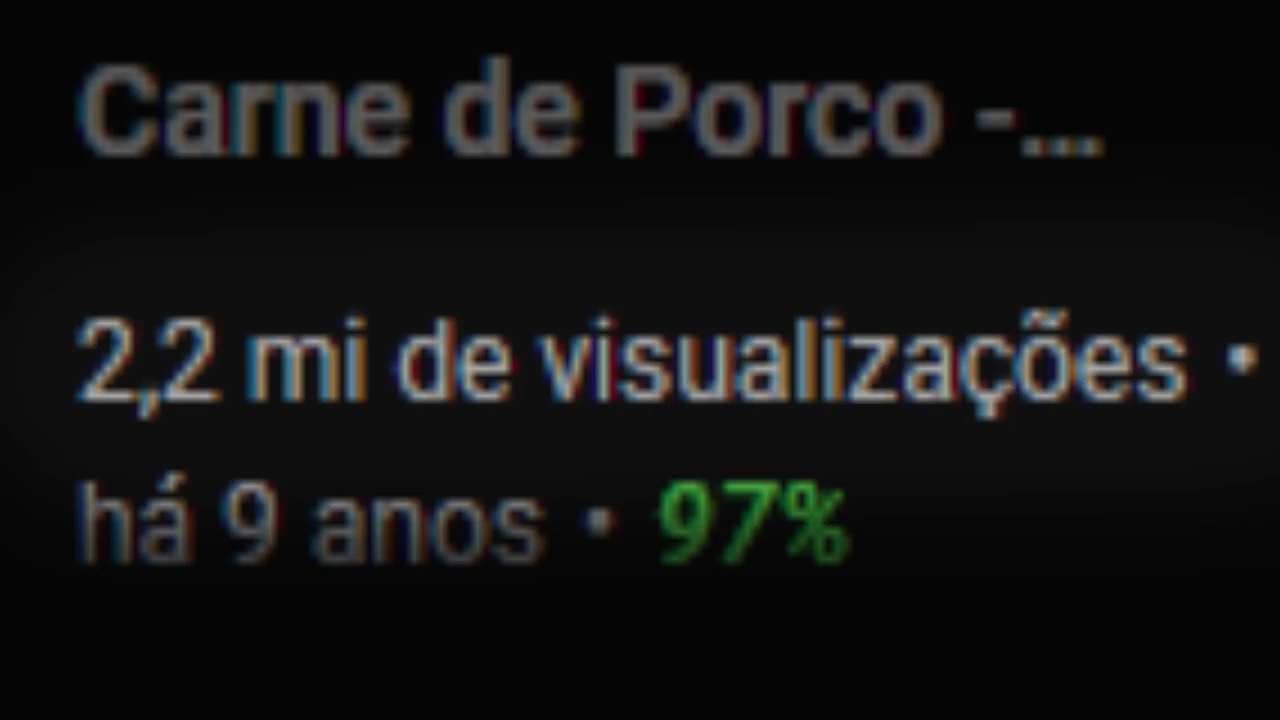 Carne de Porco -...
2,2 mi de visualizações •
há 9 anos • 97%